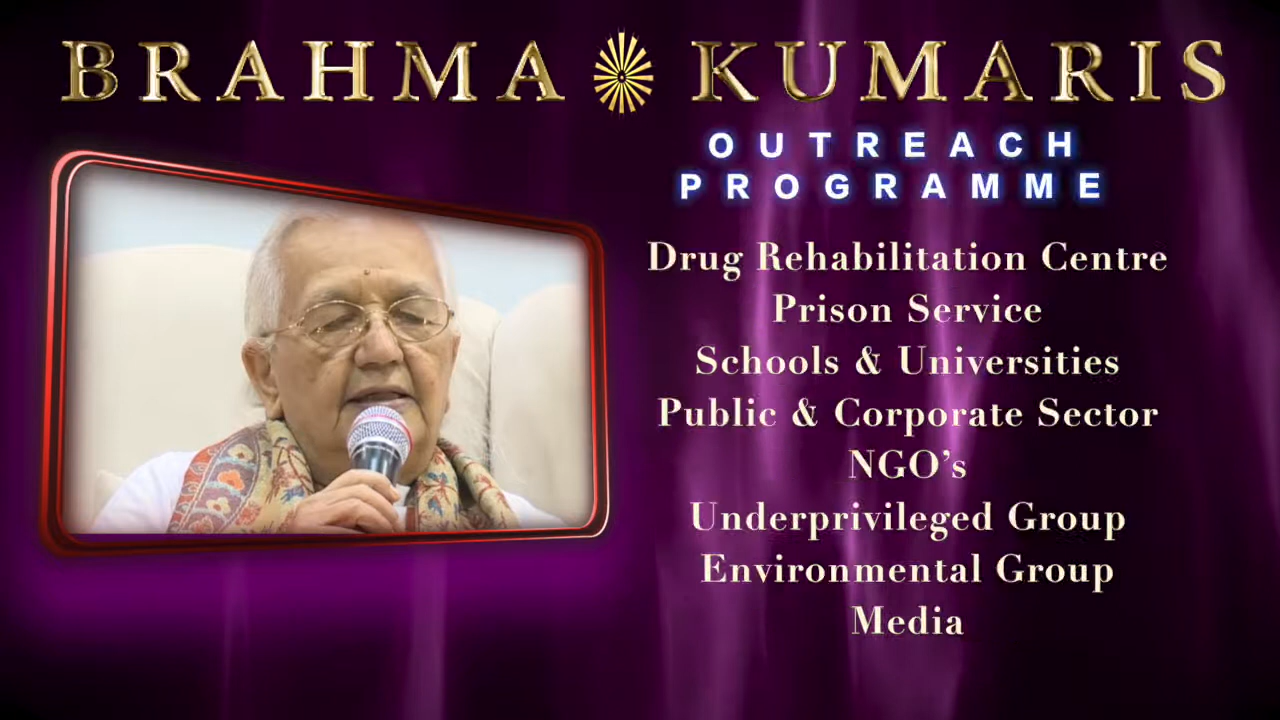 BRAHMA KUMARIS
OUTREACH
PROGRAMME
Drug Rehabilitation Centre
Prison Service
Schools & Universities
Public & Corporate Sector
NGO’s
Underprivileged Group
Environmental Group
Media